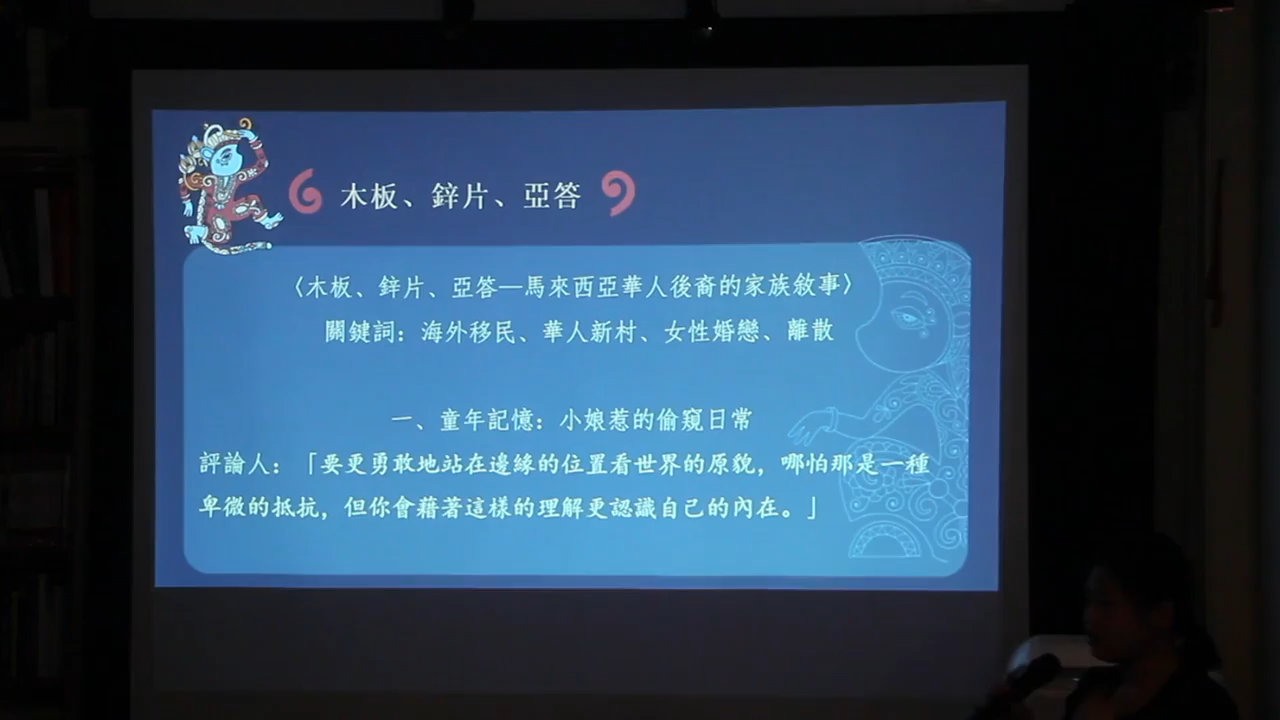 木板、鋅片、亞答
〈木板、鋅片、亞答—馬來西亞華人後裔的家族敘事〉
關鍵詞：海外移民、華人新村、女性婚戀、離散
一、童年記憶：小娘惹的偷窺日常
評論人：「要更勇敢地站在邊緣的位置看世界的原貌，哪怕那是一種
卑微的抵抗，但你會藉著這樣的理解更認識自己的內在。」